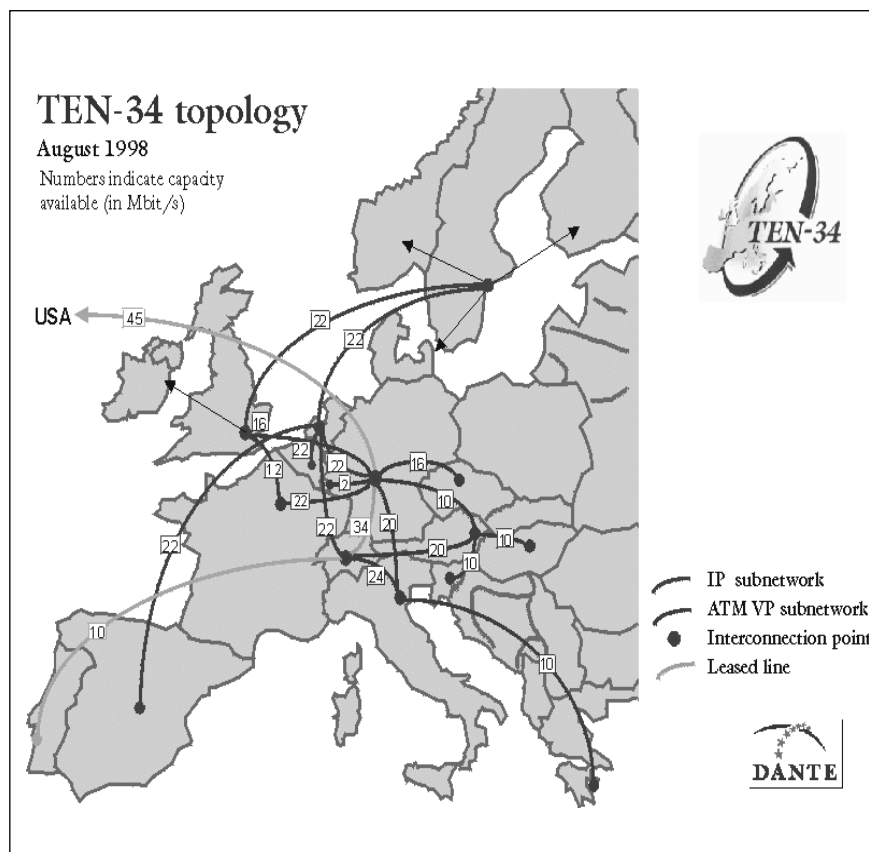 TEN-34 topology
August 1998
Numbers indicate capacity
available (in Mbit/s)
TEN-34
USA
45
22
22
16
22
12
22
16
2
22
10
34
20
22
22
20
10
10
24
10
10
IP subnetwork
ATM VP subnetwork
Interconnection point
Leased line
DANTE